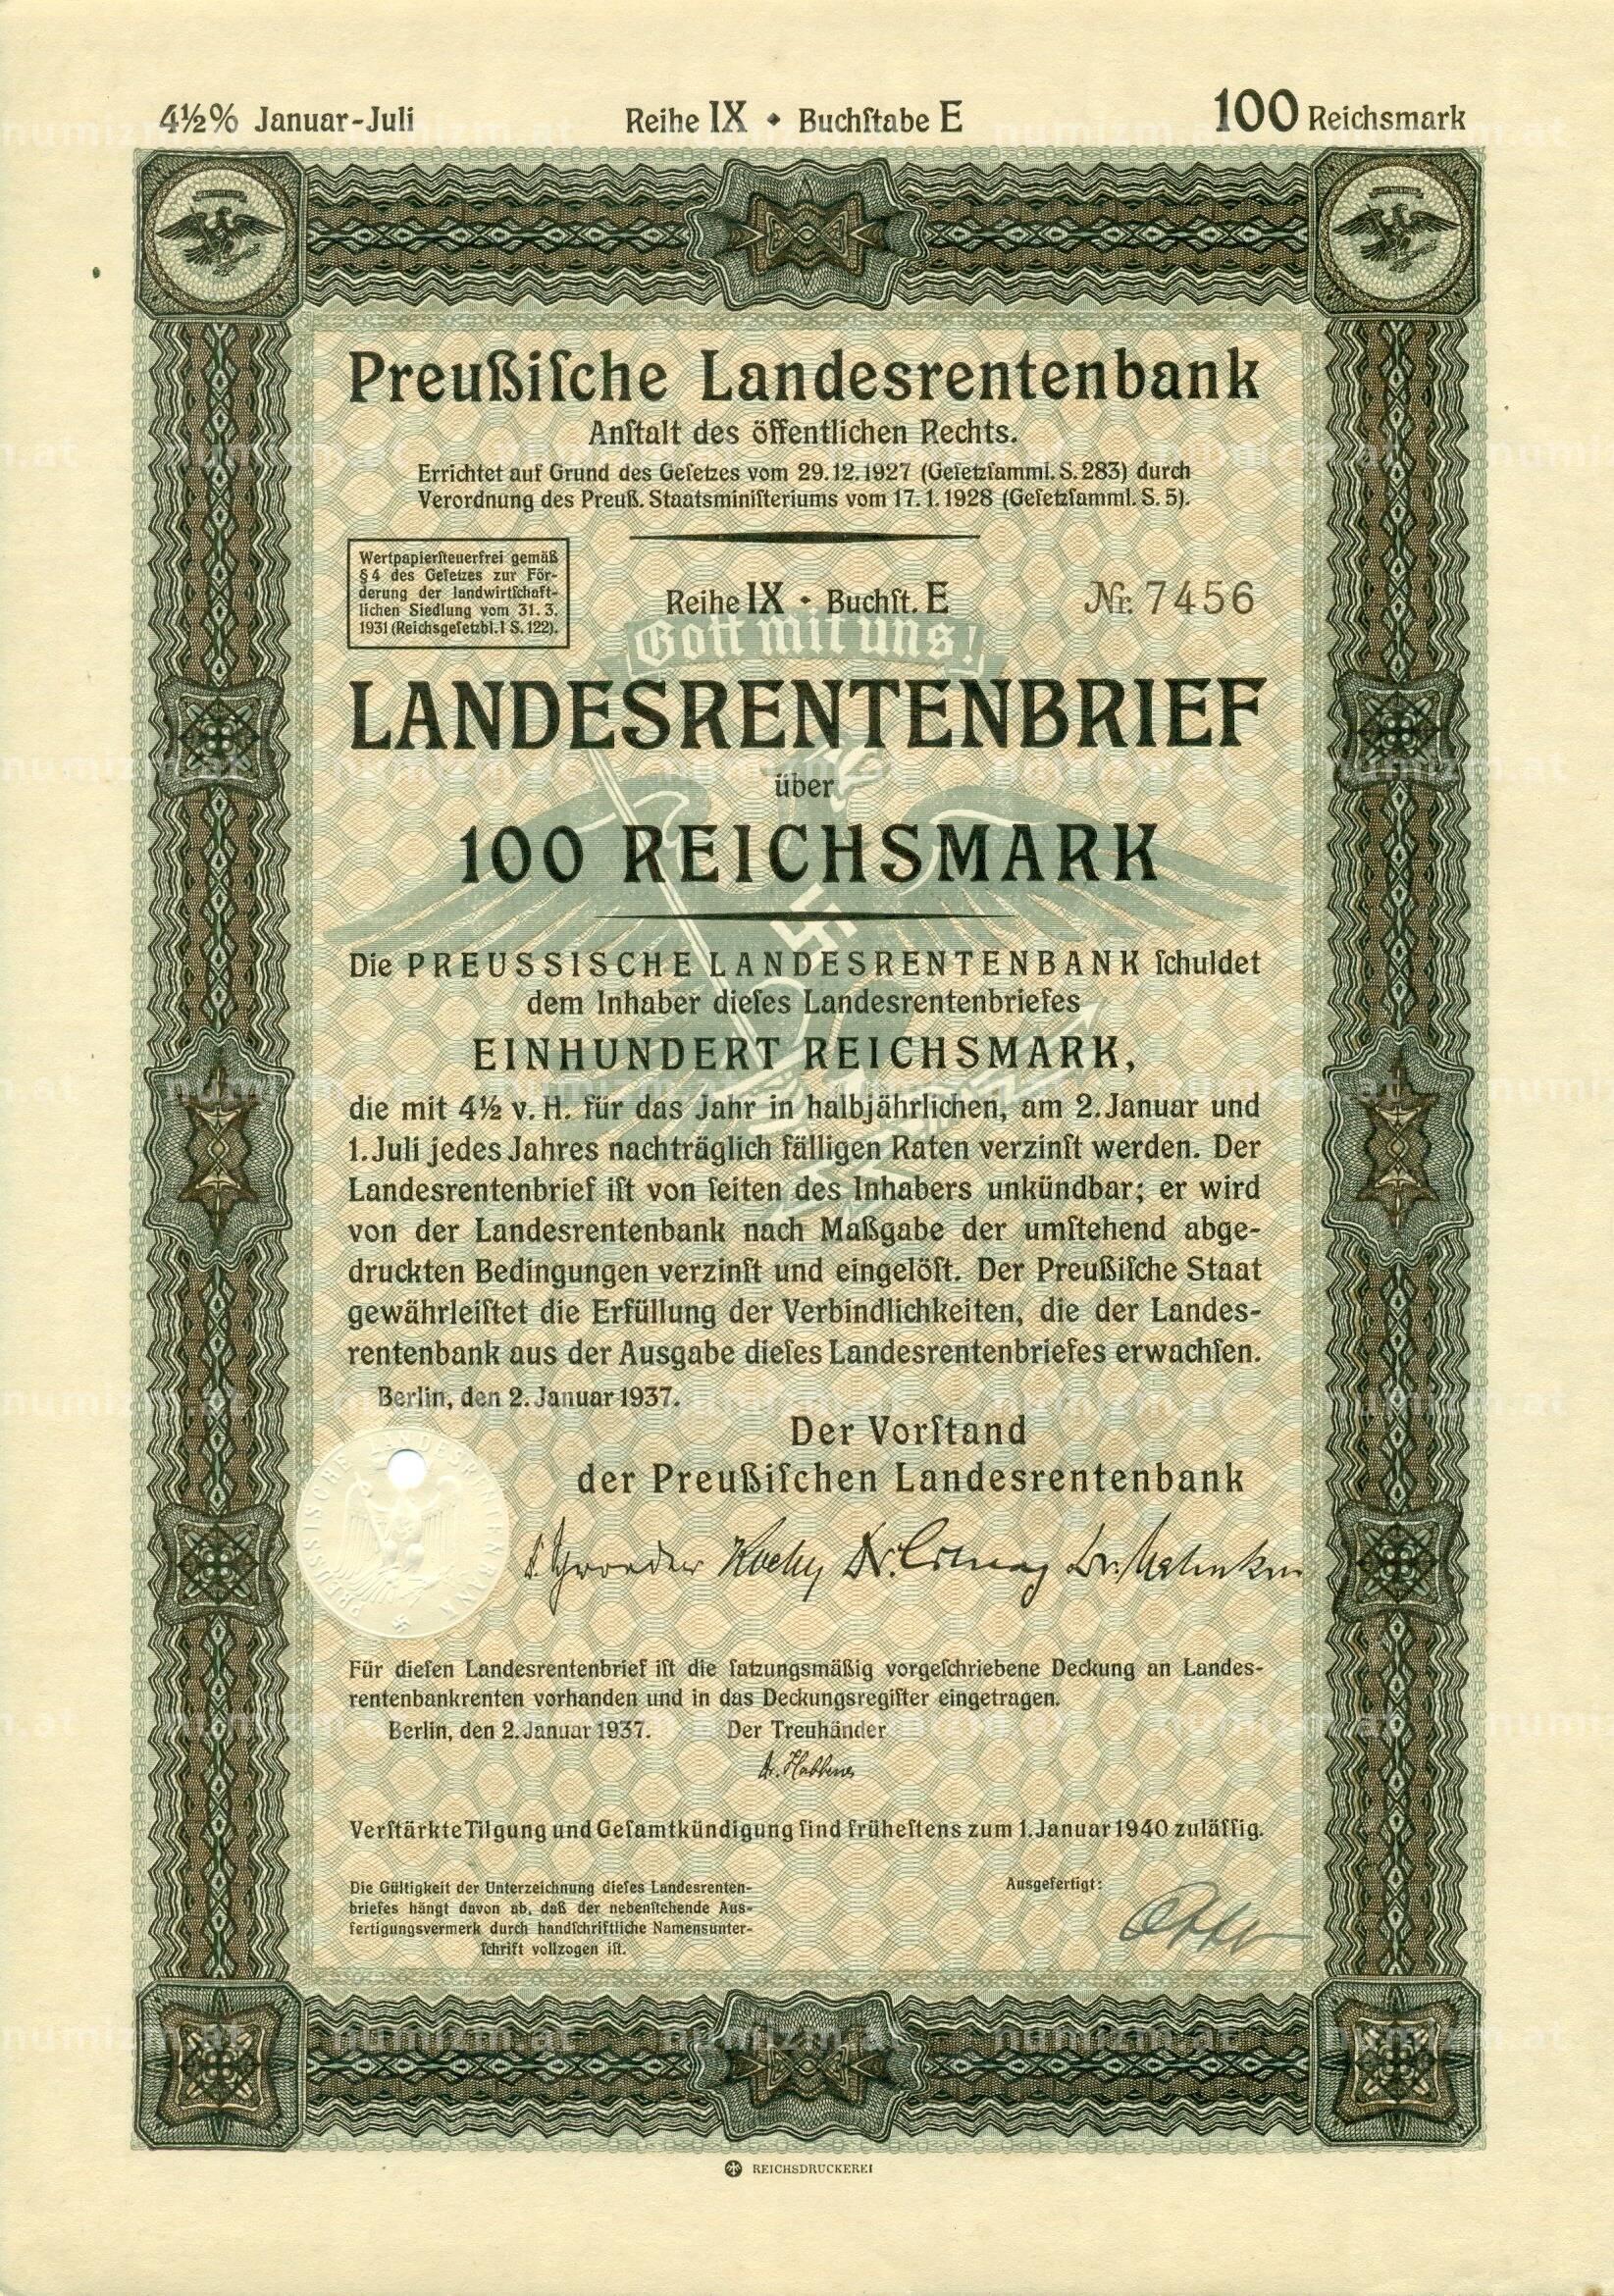 4½% Januar-Juli Reihe IX • Buchſtabe E 100 Reichsmark
Preußiſche Landesrentenbank
Anſtalt des öffentlichen Rechts.
Errichtet auf Grund des Geſetzes vom 29.12.1927 (Geſetzſamml. S. 283) durch
Verordnung des Preuß. Staatsminiſteriums vom 17.1.1928 (Geſetzſamml. S. 5).
Wertpapierſteuerfrei gemäß
§ 4 des Geſetzes zur För-
derung der landwirtſchaft-
lichen Siedlung vom 31. 3.
1931 (Reichsgeſetzbl. I S. 122).
Reihe IX • Buchſt. E Nr. 7456
Gott mit uns!
LANDESRENTENBRIEF
über
100 REICHSMARK
Die PREUSSISCHE LANDESRENTENBANK ſchuldet
dem Inhaber dieſes Landesrentenbriefes
EINHUNDERT REICHSMARK,
die mit 4½ v. H. für das Jahr in halbjährlichen, am 2. Januar und
1. Juli jedes Jahres nachträglich fälligen Raten verzinſt werden. Der
Landesrentenbrief iſt von ſeiten des Inhabers unkündbar; er wird
von der Landesrentenbank nach Maßgabe der umſtehend abge-
druckten Bedingungen verzinſt und eingelöſt. Der Preußiſche Staat
gewährleiſtet die Erfüllung der Verbindlichkeiten, die der Landes-
rentenbank aus der Ausgabe dieſes Landesrentenbriefes erwachſen.
Berlin, den 2. Januar 1937.
Der Vorſtand
der Preußiſchen Landesrentenbank
PREUSSISCHE LANDESRENTENBANK
Für dieſen Landesrentenbrief iſt die ſatzungsmäßig vorgeſchriebene Deckung an Landes-
rentenbankrenten vorhanden und in das Deckungsregiſter eingetragen.
Berlin, den 2. Januar 1937. Der Treuhänder
Verſtärkte Tilgung und Geſamtkündigung ſind früheſtens zum 1. Januar 1940 zuläſſig.
Die Gültigkeit der Unterzeichnung dieſes Landesrenten-
briefes hängt davon ab, daß der nebenſtehende Aus-
fertigungsvermerk durch handſchriftliche Namensunter-
ſchrift vollzogen iſt.
Ausgefertigt:
REICHSDRUCKEREI
numizm.at